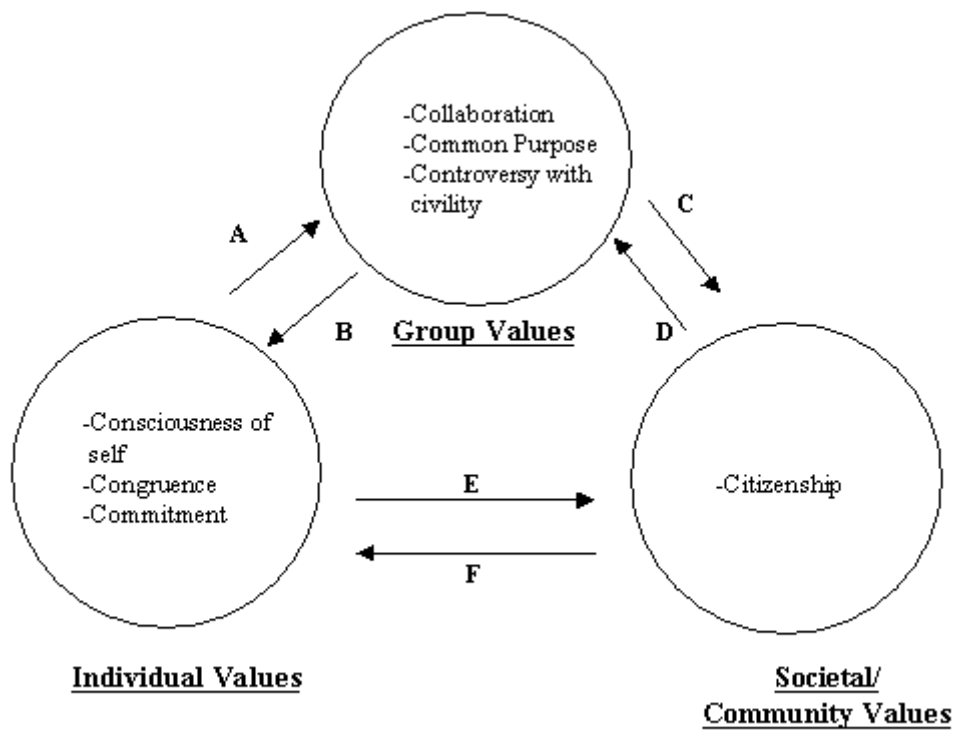 -Collaboration
-Common Purpose
-Controversy with
civility
A
C
B
Group Values
D
-Consciousness of
self
-Congruence
-Commitment
E
-Citizenship
F
Individual Values
Societal/
Community Values